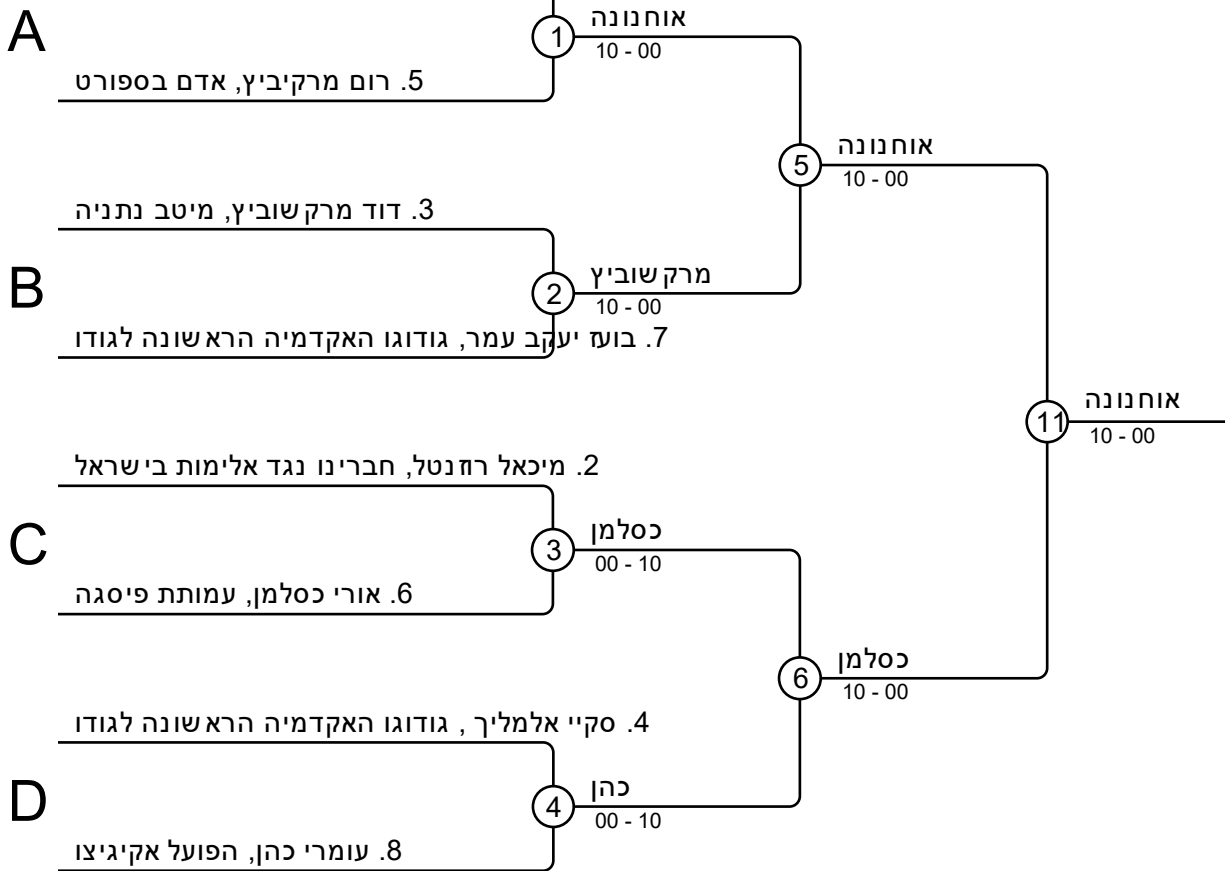 A
1
אוחנונה
10 - 00
5. רום מרקיביץ, אדם בספורט
5
אוחנונה
10 - 00
3. דוד מרקשוביץ, מיטב נתניה
B
2
מרקשוביץ
10 - 00
7. בועז יעקב עמר, גודוגו האקדמיה הראשונה לגודו
11
אוחנונה
10 - 00
2. מיכאל רוזנטל, חברינו נגד אלימות בישראל
C
3
כסלמן
00 - 10
6. אורי כסלמן, עמותת פיסגה
6
כסלמן
10 - 00
4. סקיי אלמליך , גודוגו האקדמיה הראשונה לגודו
D
4
כהן
00 - 10
8. עומרי כהן, הפועל אקיגיצו